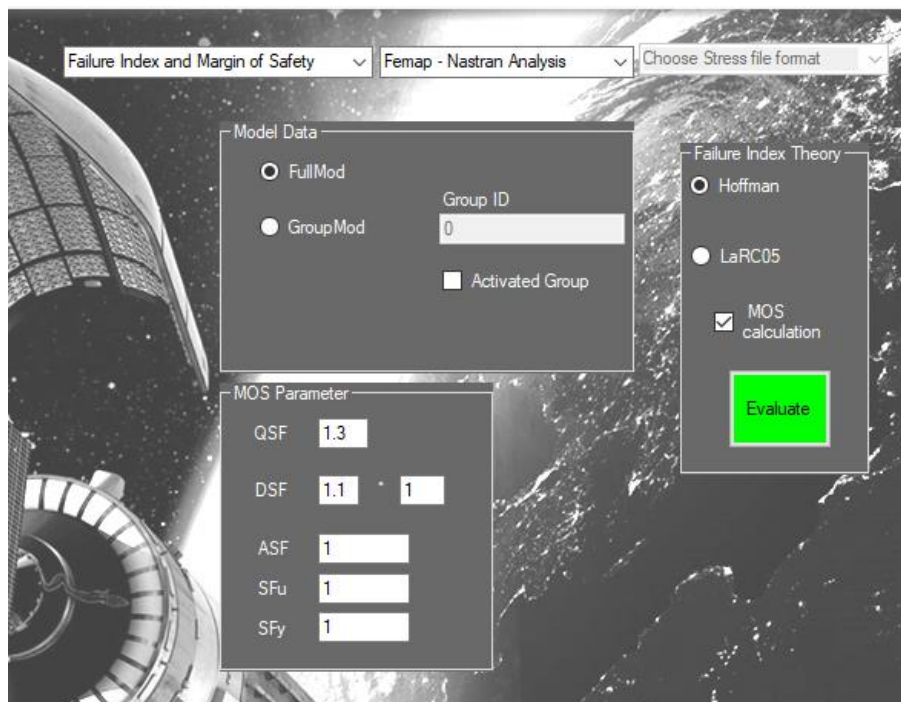 Failure Index and Margin of Safety
Femap - Nastran Analysis
Choose Stress file format
Model Data
FullMod
GroupMod
Group ID
0
Activated Group
Failure Index Theory
Hoffman
LaRC05
MOS
calculation
Evaluate
MOS Parameter
QSF 1.3
DSF 1.1 * 1
ASF 1
SFu 1
SFy 1